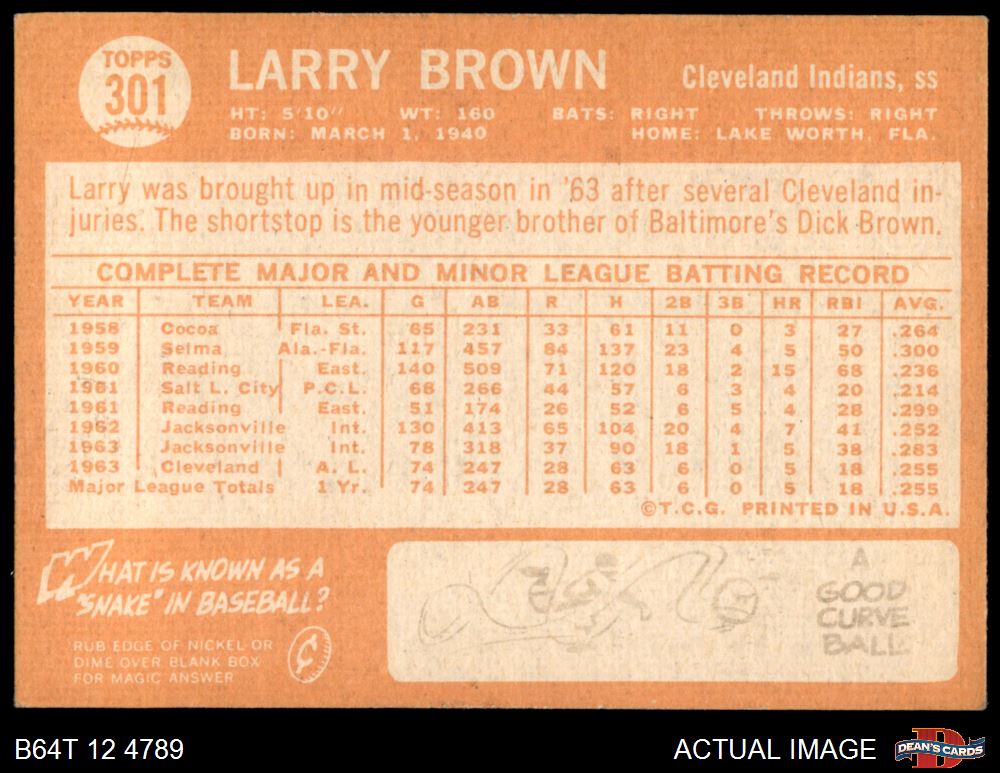 TOPPS
301
LARRY BROWN
Cleveland Indians, ss
HT: 5'10" WT: 160 BATS: RIGHT THROWS: RIGHT
BORN: MARCH 1, 1940 HOME: LAKE WORTH, FLA.
Larry was brought up in mid-season in '63 after several Cleveland in-
juries. The shortstop is the younger brother of Baltimore's Dick Brown.
COMPLETE MAJOR AND MINOR LEAGUE BATTING RECORD
YEAR TEAM LEA. G AB R H 2B 3B HR RBI AVG.
1958 Cocoa Fla. St. 65 231 33 61 11 0 3 27 .264
1959 Selma Ala.-Fla. 117 457 84 137 23 4 5 50 .300
1960 Reading East. 140 509 71 120 18 2 15 68 .236
1961 Salt L. City P.C.L. 68 266 44 57 6 3 4 20 .214
1961 Reading East. 51 174 26 52 6 5 4 28 .299
1962 Jacksonville Int. 130 413 65 104 20 4 7 41 .252
1963 Jacksonville Int. 78 318 37 90 18 1 5 38 .283
1963 Cleveland A. L. 74 247 28 63 6 0 5 18 .255
Major League Totals 1 Yr. 74 247 28 63 6 0 5 18 .255
©T.C.G. PRINTED IN U.S.A.
WHAT IS KNOWN AS A
"SNAKE" IN BASEBALL?
RUB EDGE OF NICKEL OR
DIME OVER BLANK BOX
FOR MAGIC ANSWER
A
GOOD
CURVE
BALL
B64T 12 4789
ACTUAL IMAGE
DEAN'S CARDS